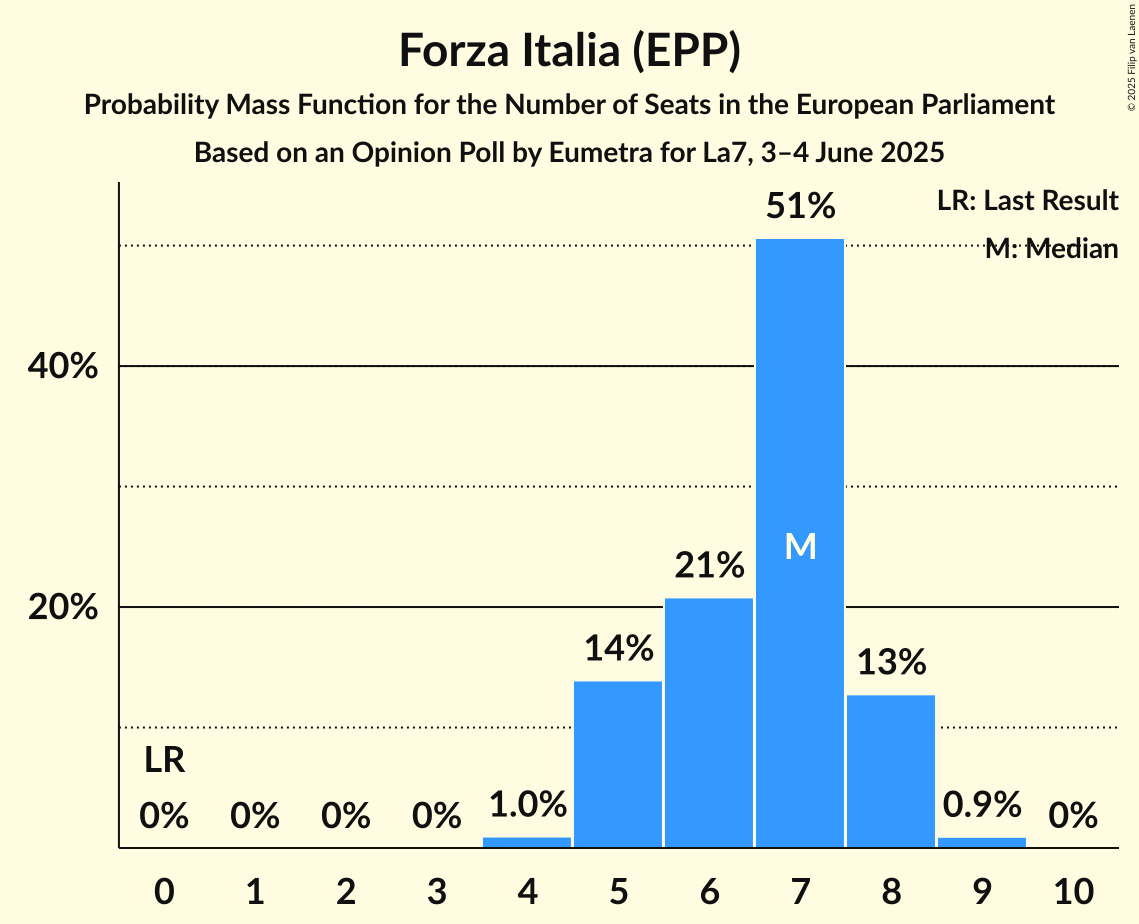 Forza Italia (EPP)
Probability Mass Function for the Number of Seats in the European Parliament
Based on an Opinion Poll by Eumetra for La7, 3–4 June 2025
© 2025 Filip van Laenen
LR: Last Result
M: Median
51%
40%
M
21%
20%
14%
13%
LR
0%
0%
0%
0%
1.0%
0.9%
0%
0 1 2 3 4 5 6 7 8 9 10